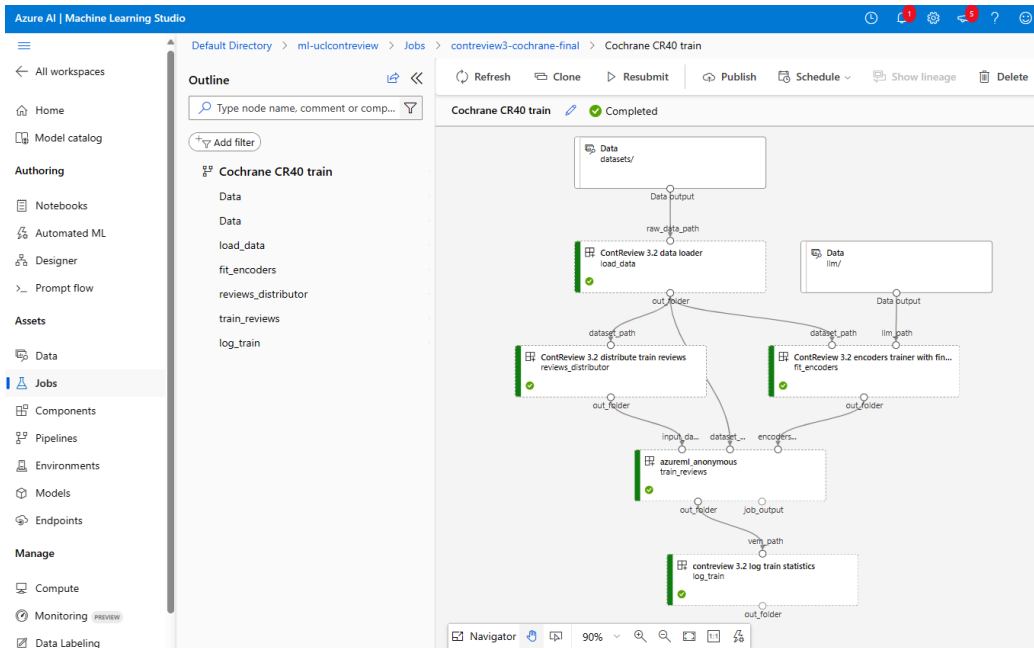 Azure AI | Machine Learning Studio
1
5
Default Directory > ml-uclcontreview > Jobs > contreview3-cochrane-final > Cochrane CR40 train
All workspaces
Home
Model catalog
Authoring
Notebooks
Automated ML
Designer
Prompt flow
Assets
Data
Jobs
Components
Pipelines
Environments
Models
Endpoints
Manage
Compute
Monitoring PREVIEW
Data Labeling
Outline
Type node name, comment or comp...
Add filter
Cochrane CR40 train
Data
Data
load_data
fit_encoders
reviews_distributor
train_reviews
log_train
Refresh Clone Resubmit Publish Schedule Show lineage Delete
Cochrane CR40 train Completed
Data
datasets/
Data output
raw_data_path
ContReview 3.2 data loader
load_data
out_folder
Data
llm/
Data output
dataset_path
dataset_path
llm_path
ContReview 3.2 distribute train reviews
reviews_distributor
out_folder
ContReview 3.2 encoders trainer with fin...
fit_encoders
out_folder
input_da...
dataset_...
encoders...
azureml_anonymous
train_reviews
out_folder
job_output
vem_path
contreview 3.2 log train statistics
log_train
out_folder
Navigator 90% 1:1